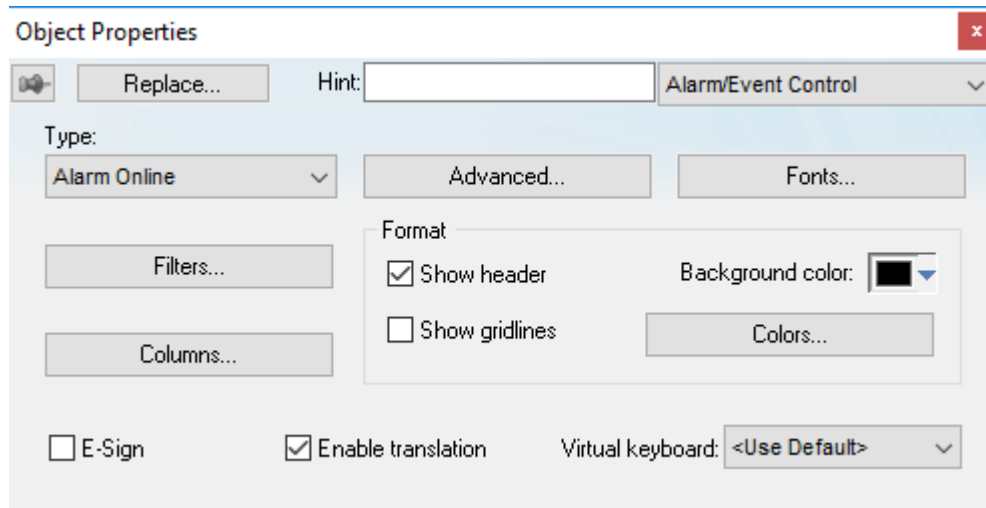 Object Properties
x
Replace... Hint: Alarm/Event Control
Type:
Alarm Online Advanced... Fonts...
Format
Filters... Show header Background color:
Show gridlines Colors...
Columns...
E-Sign Enable translation Virtual keyboard: <Use Default>